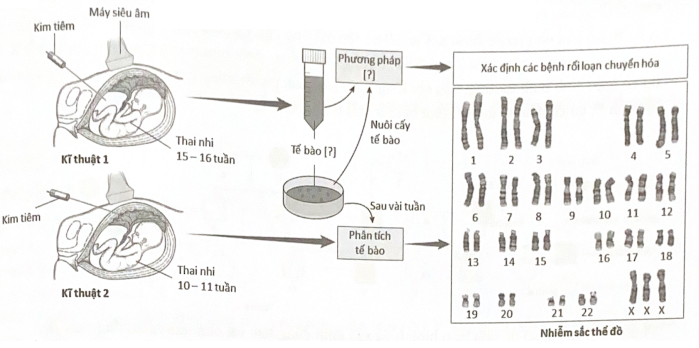 Máy siêu âm
Kim tiêm
Thai nhi
15 – 16 tuần
Kĩ thuật 1
Kim tiêm
Thai nhi
10 – 11 tuần
Kĩ thuật 2
Phương pháp
[?]
Nuôi cấy
tế bào
Tế bào [?]
Sau vài tuần
Phân tích
tế bào
Xác định các bệnh rối loạn chuyển hóa
1 2 3 4 5
6 7 8 9 10 11 12
13 14 15 16 17 18
19 20 21 22 X X X
Nhiễm sắc thể đồ